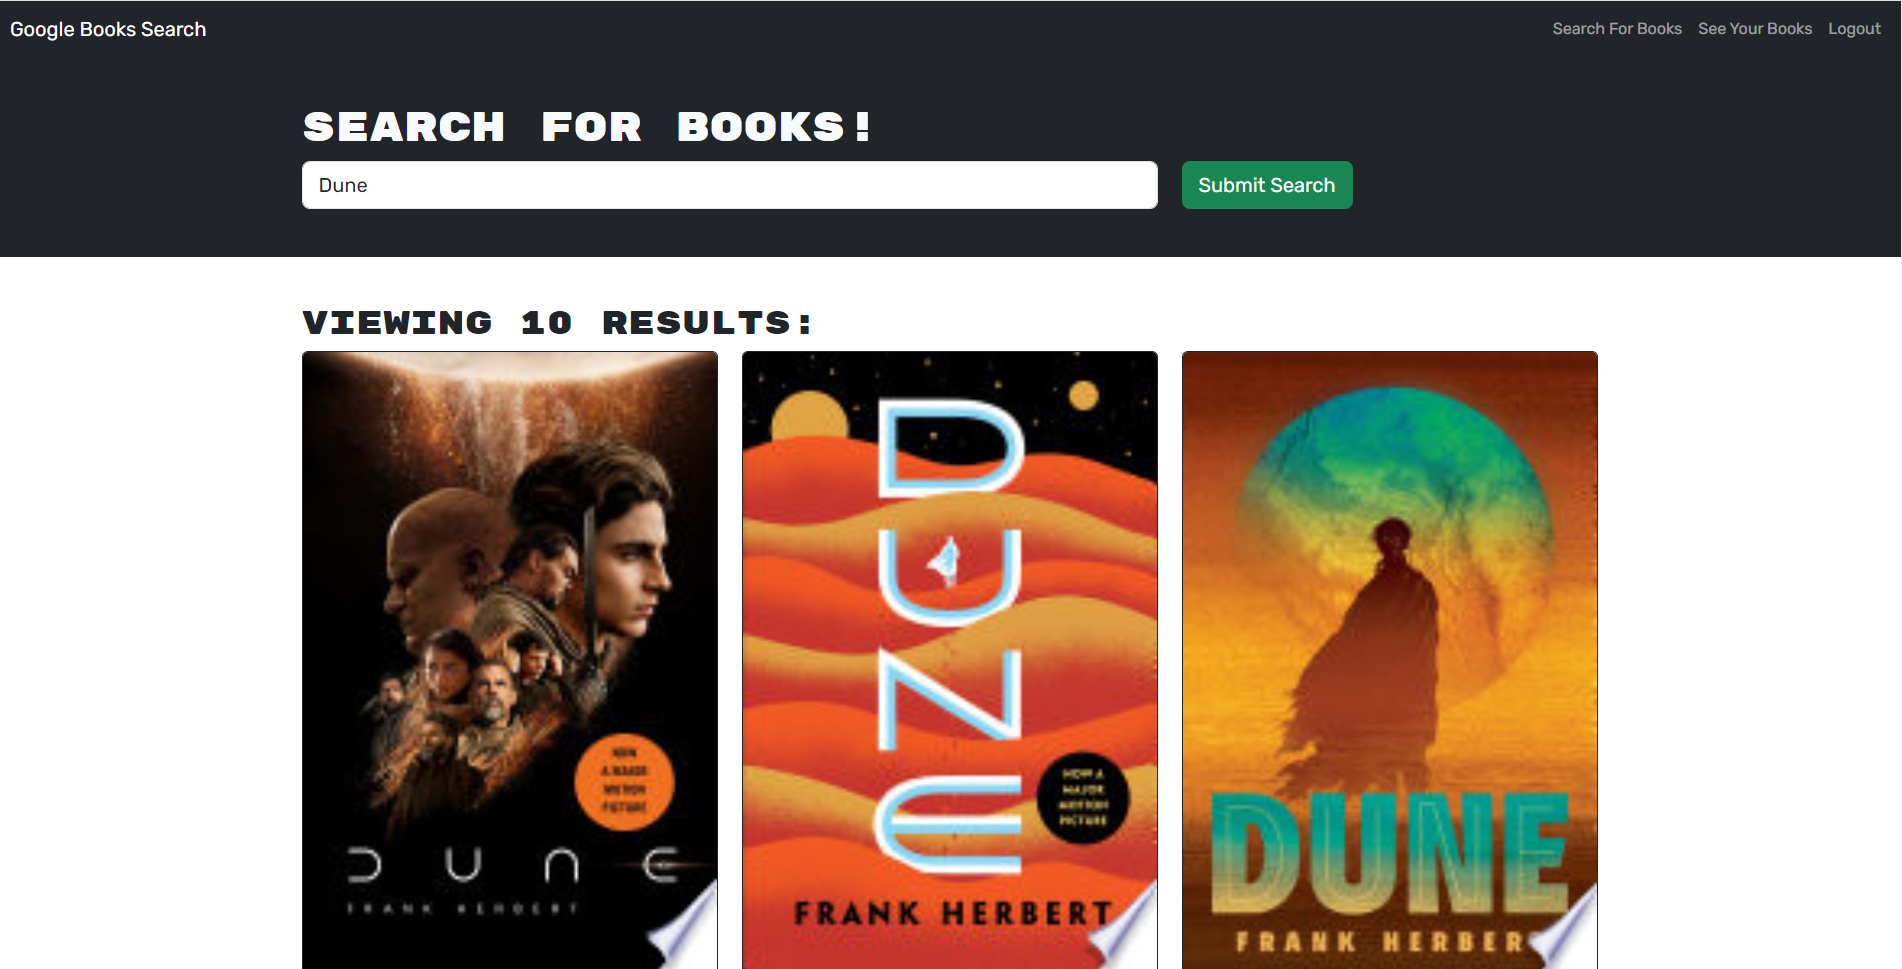 Google Books Search
Search For Books
See Your Books
Logout
SEARCH FOR BOOKS!
Dune
Submit Search
VIEWING 10 RESULTS:
NOW
A MAJOR
MOTION
PICTURE
DUNE
FRANK HERBERT
DUNE
NOW A
MAJOR
MOTION
PICTURE
FRANK HERBERT
DUNE
FRANK HERBER